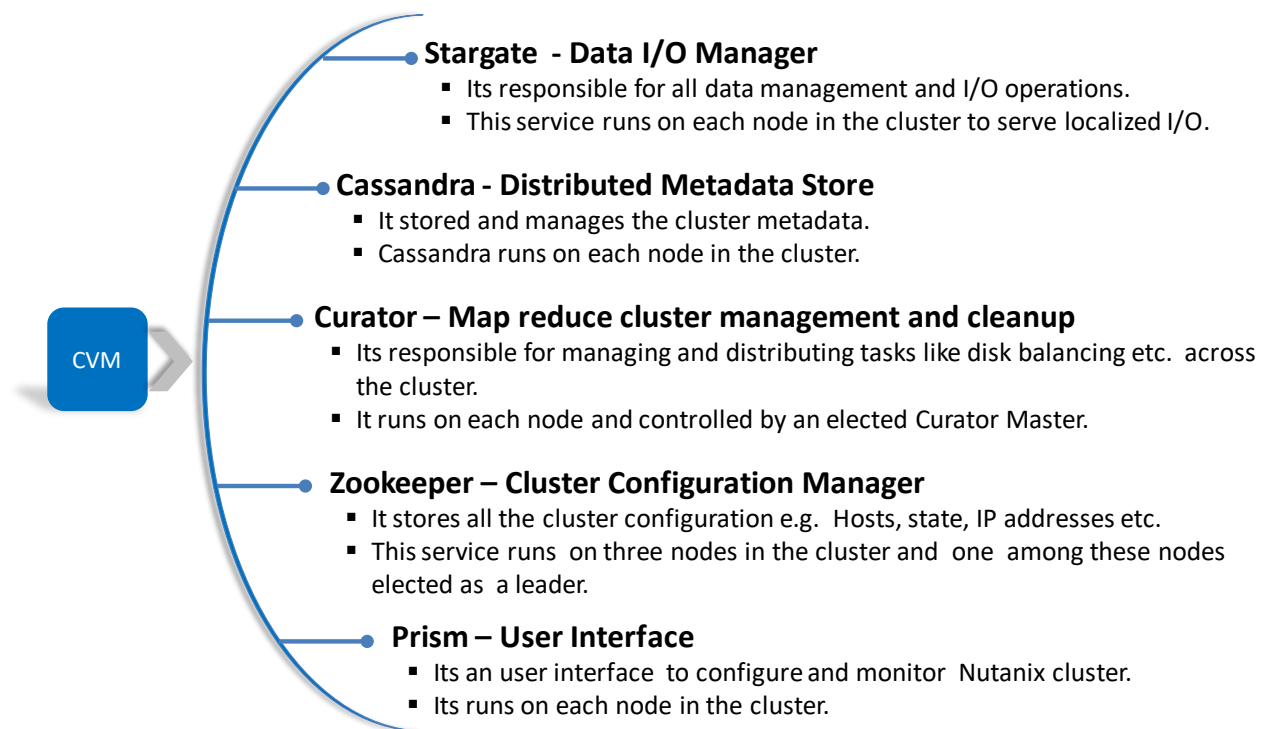 Stargate - Data I/O Manager
▪ Its responsible for all data management and I/O operations.
▪ This service runs on each node in the cluster to serve localized I/O.
Cassandra - Distributed Metadata Store
▪ It stored and manages the cluster metadata.
▪ Cassandra runs on each node in the cluster.
CVM
Curator – Map reduce cluster management and cleanup
▪ Its responsible for managing and distributing tasks like disk balancing etc. across
the cluster.
▪ It runs on each node and controlled by an elected Curator Master.
Zookeeper – Cluster Configuration Manager
▪ It stores all the cluster configuration e.g. Hosts, state, IP addresses etc.
▪ This service runs on three nodes in the cluster and one among these nodes
elected as a leader.
Prism – User Interface
▪ Its an user interface to configure and monitor Nutanix cluster.
▪ Its runs on each node in the cluster.